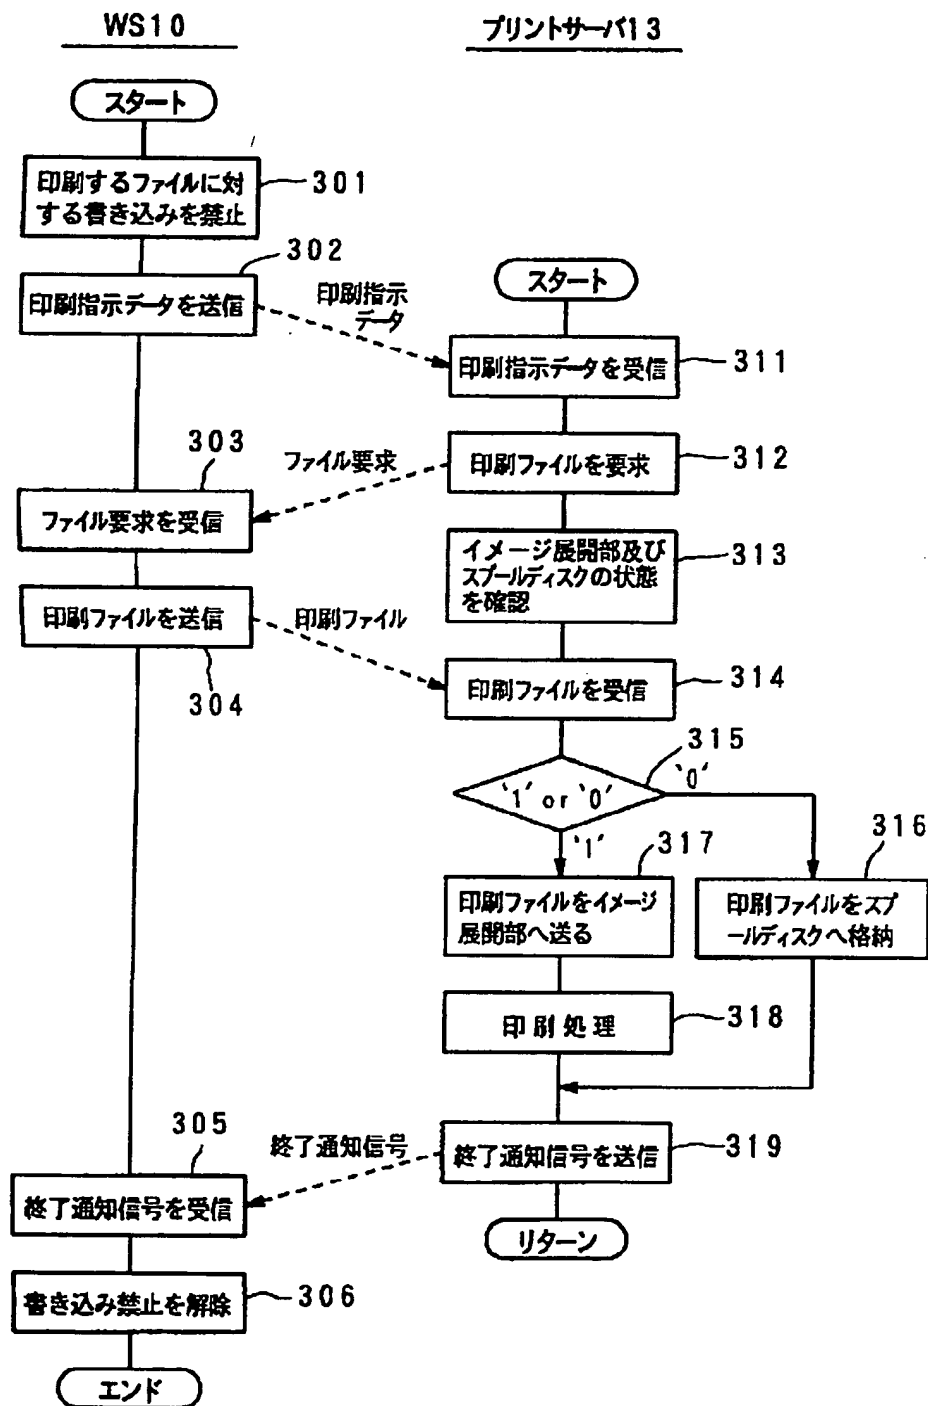 WS10
プリントサーバ13
スタート
印刷するファイルに対
する書き込みを禁止
301
302
印刷指示データを送信
印刷指示
データ
スタート
印刷指示データを受信
311
303
ファイル要求
印刷ファイルを要求
312
ファイル要求を受信
イメージ展開部及び
スプールディスクの状態
を確認
313
印刷ファイルを送信
印刷ファイル
304
印刷ファイルを受信
314
315
'1' or '0'
'0'
'1'
317
316
印刷ファイルをイメージ
展開部へ送る
印刷ファイルをスプ
ールディスクへ格納
印刷処理
318
305
終了通知信号
終了通知信号を送信
319
終了通知信号を受信
リターン
書き込み禁止を解除
306
エンド